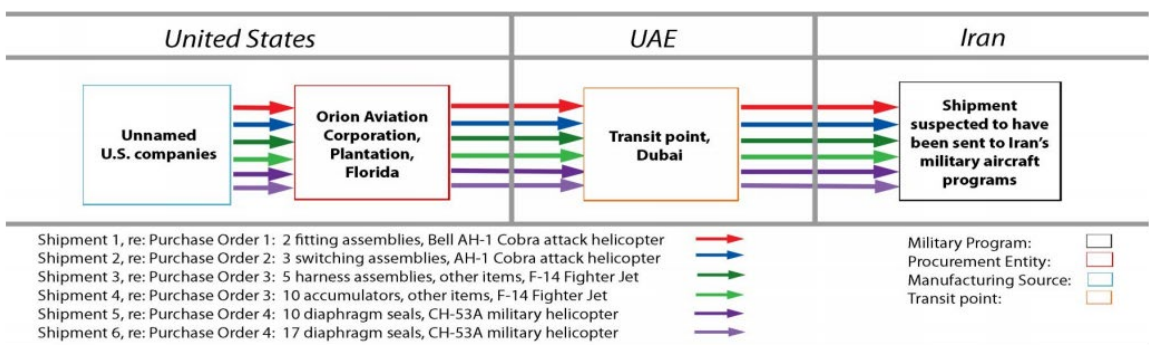 United States
UAE
Iran
Unnamed
U.S. companies
Orion Aviation
Corporation,
Plantation,
Florida
Transit point,
Dubai
Shipment
suspected to have
been sent to Iran's
military aircraft
programs
Shipment 1, re: Purchase Order 1: 2 fitting assemblies, Bell AH-1 Cobra attack helicopter
Shipment 2, re: Purchase Order 2: 3 switching assemblies, AH-1 Cobra attack helicopter
Shipment 3, re: Purchase Order 3: 5 harness assemblies, other items, F-14 Fighter Jet
Shipment 4, re: Purchase Order 3: 10 accumulators, other items, F-14 Fighter Jet
Shipment 5, re: Purchase Order 4: 10 diaphragm seals, CH-53A military helicopter
Shipment 6, re: Purchase Order 4: 17 diaphragm seals, CH-53A military helicopter
Military Program:
Procurement Entity:
Manufacturing Source:
Transit point: